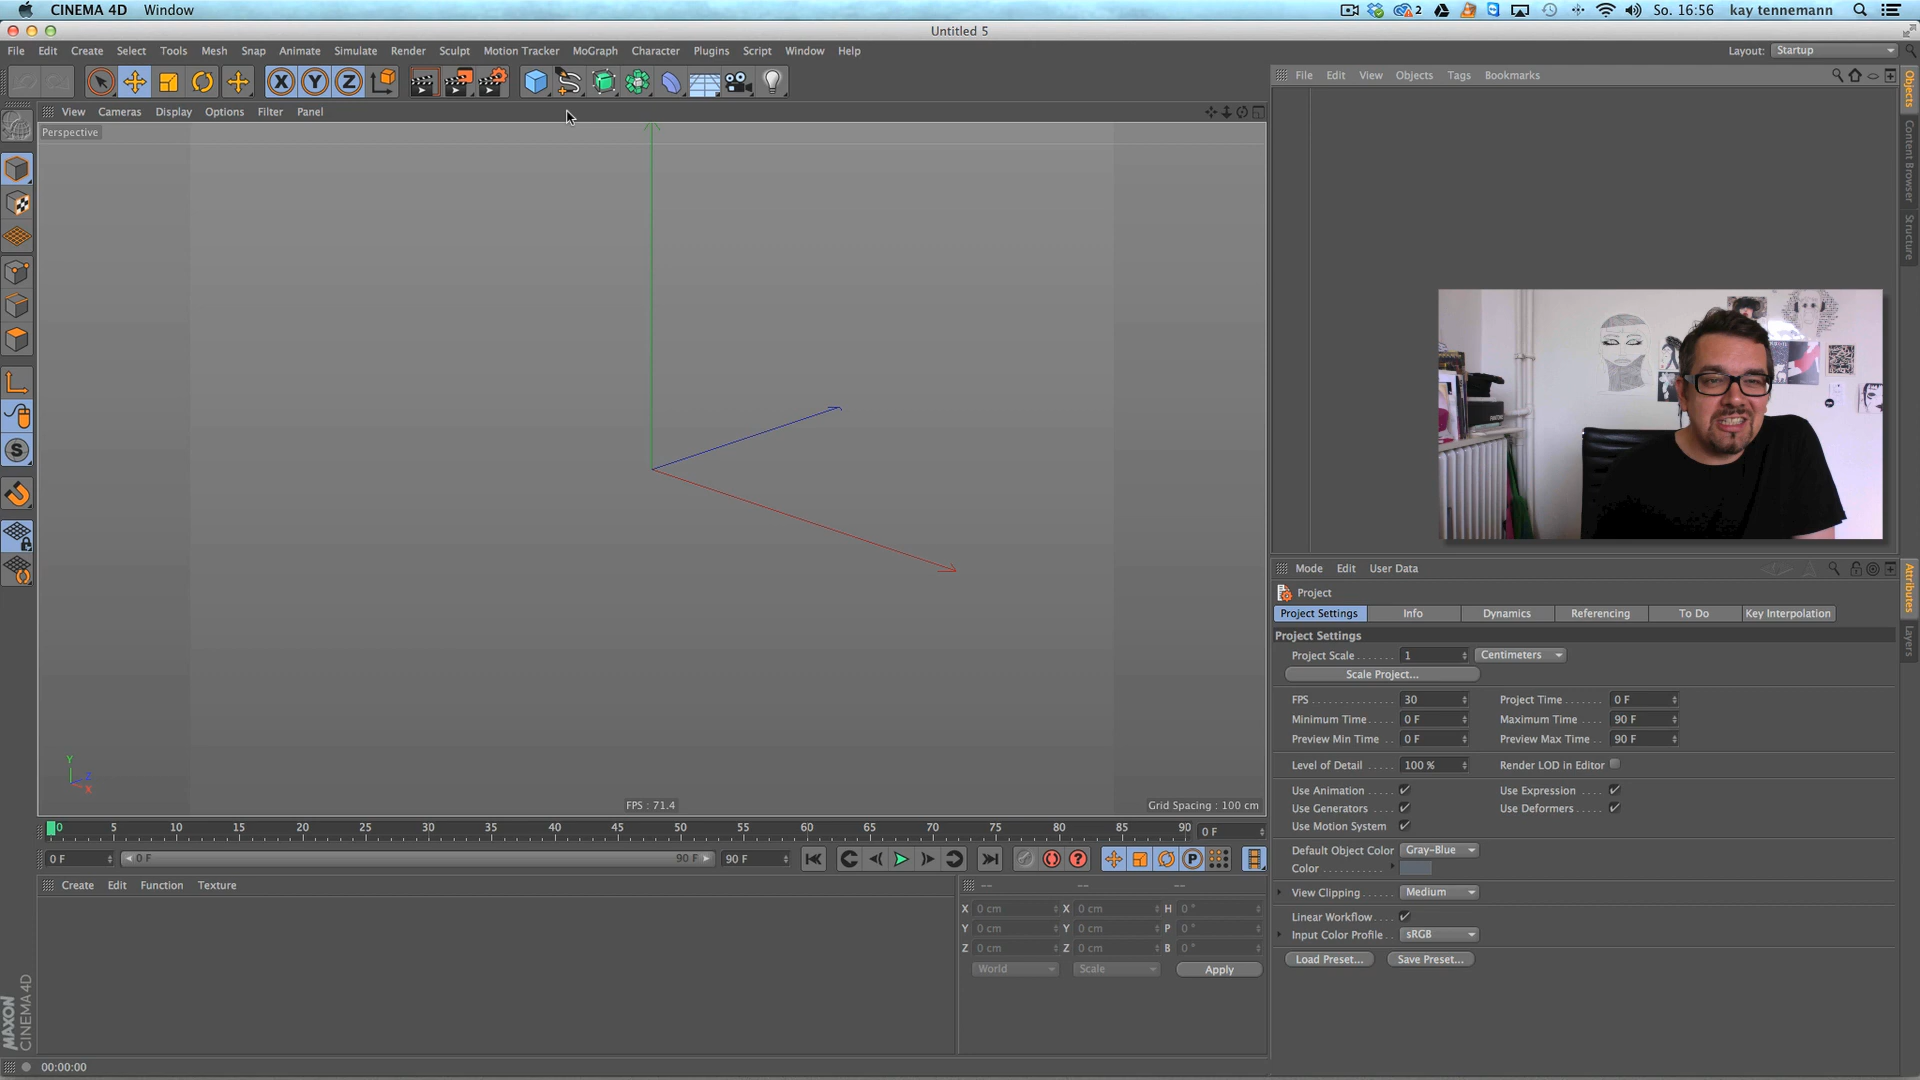 CINEMA 4D Window
2 So. 16:56 kay tennemann
Untitled 5
File Edit Create Select Tools Mesh Snap Animate Simulate Render Sculpt Motion Tracker MoGraph Character Plugins Script Window Help
Layout: Startup
X Y Z
File Edit View Objects Tags Bookmarks
Objects
Content Browser
Structure
View Cameras Display Options Filter Panel
Perspective
S
Y
Z
X
FPS : 71.4
Grid Spacing : 100 cm
Mode Edit User Data
Attributes
Layers
Project
Project Settings Info Dynamics Referencing To Do Key Interpolation
Project Settings
Project Scale 1 Centimeters
Scale Project...
FPS 30 Project Time 0 F
Minimum Time 0 F Maximum Time 90 F
Preview Min Time 0 F Preview Max Time 90 F
Level of Detail 100 % Render LOD in Editor
Use Animation Use Expression
Use Generators Use Deformers
Use Motion System
Default Object Color Gray-Blue
Color
View Clipping Medium
Linear Workflow
Input Color Profile sRGB
Load Preset... Save Preset...
0 5 10 15 20 25 30 35 40 45 50 55 60 65 70 75 80 85 90 0 F
0 F 0 F 90 F 90 F P
Create Edit Function Texture
-- -- --
X 0 cm X 0 cm H 0 °
Y 0 cm Y 0 cm P 0 °
Z 0 cm Z 0 cm B 0 °
World Scale Apply
MAXON
CINEMA 4D
00:00:00